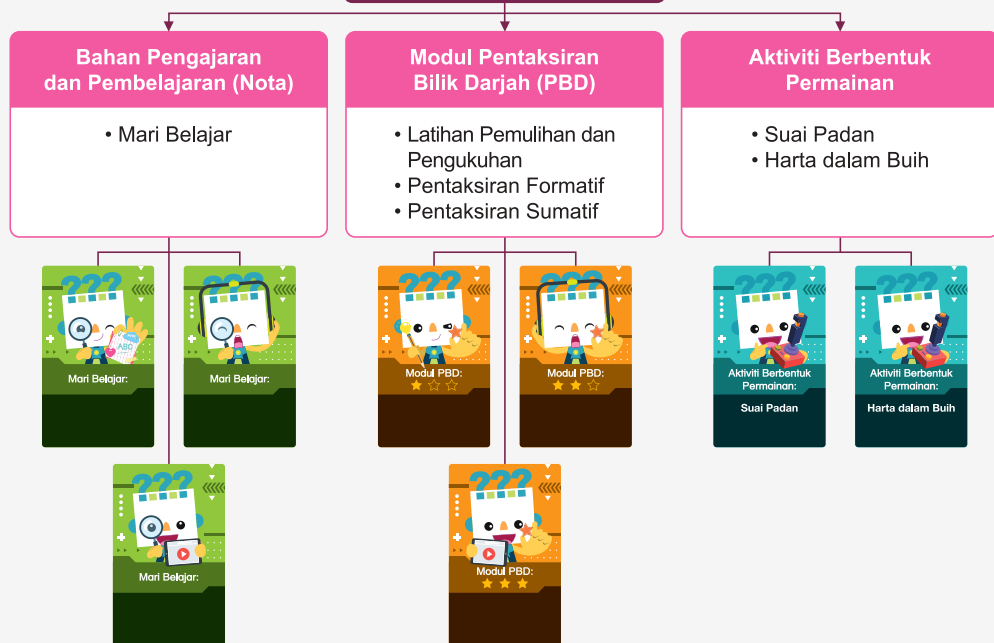 Bahan Pengajaran
dan Pembelajaran (Nota)
• Mari Belajar
Modul Pentaksiran
Bilik Darjah (PBD)
• Latihan Pemulihan dan
Pengukuhan
• Pentaksiran Formatif
• Pentaksiran Sumatif
Aktiviti Berbentuk
Permainan
• Suai Padan
• Harta dalam Buih
???
ABC
Mari Belajar:
???
Mari Belajar:
???
Modul PBD:
???
Modul PBD:
???
Aktiviti Berbentuk
Permainan:
Suai Padan
???
Aktiviti Berbentuk
Permainan:
Harta dalam Buih
???
Mari Belajar:
???
Modul PBD: